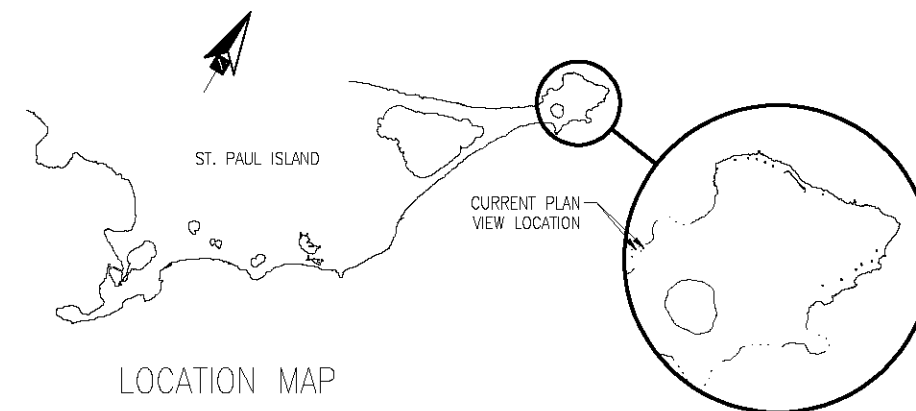 ST. PAUL ISLAND
CURRENT PLAN
VIEW LOCATION
LOCATION MAP